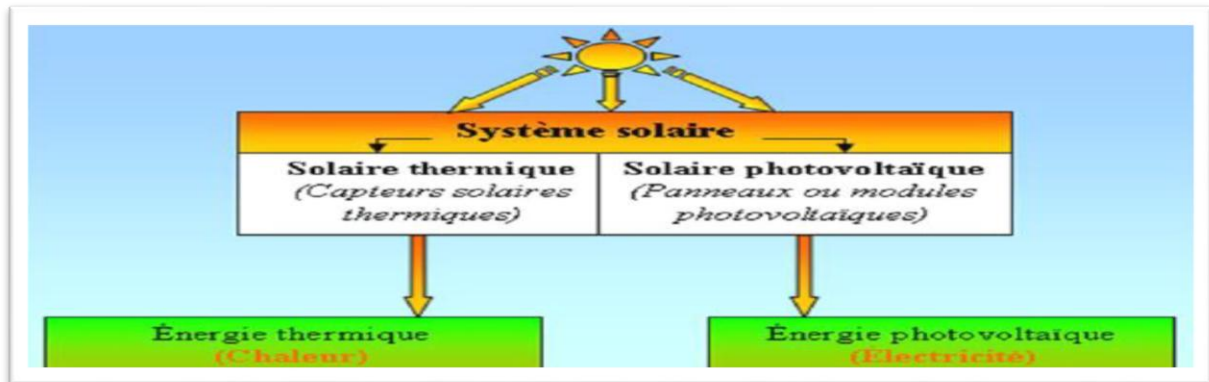 Système solaire
Solaire thermique
(Capteurs solaires
thermiques)
Solaire photovoltaïque
(Panneaux ou modules
photovoltaïques)
Énergie thermique
(Chaleur)
Énergie photovoltaïque
(Électricité)